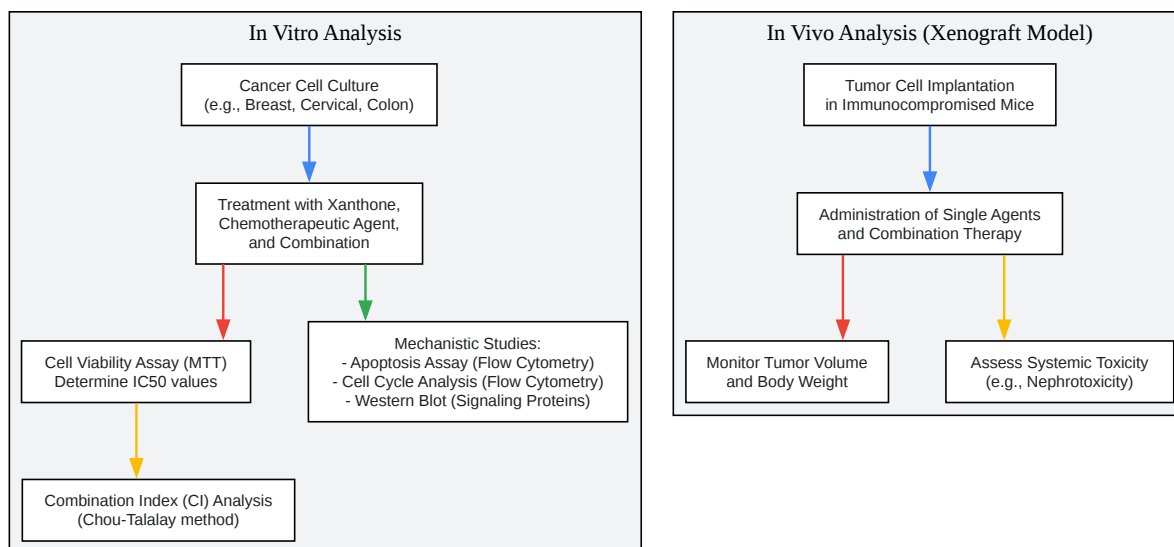 In Vitro Analysis
Cancer Cell Culture
(e.g., Breast, Cervical, Colon)
Treatment with Xanthone,
Chemotherapeutic Agent,
and Combination
Cell Viability Assay (MTT)
Determine IC50 values
Mechanistic Studies:
- Apoptosis Assay (Flow Cytometry)
- Cell Cycle Analysis (Flow Cytometry)
- Western Blot (Signaling Proteins)
Combination Index (CI) Analysis
(Chou-Talalay method)
In Vivo Analysis (Xenograft Model)
Tumor Cell Implantation
in Immunocompromised Mice
Administration of Single Agents
and Combination Therapy
Monitor Tumor Volume
and Body Weight
Assess Systemic Toxicity
(e.g., Nephrotoxicity)